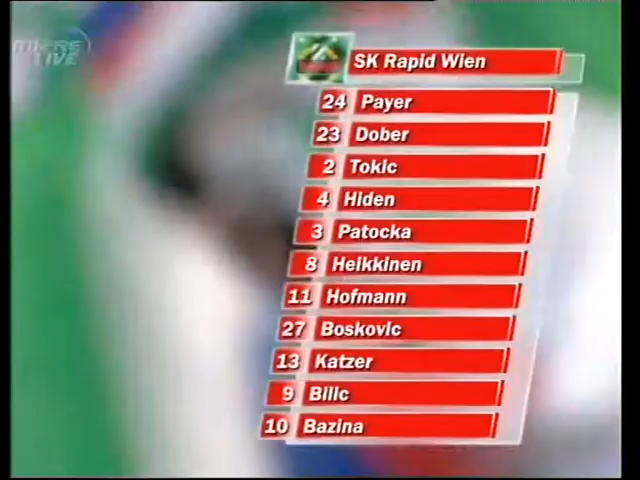 LIVE
SK Rapid Wien
24 Payer
23 Dober
2 Tokic
4 Hiden
3 Patocka
8 Heikkinen
11 Hofmann
27 Boskovic
13 Katzer
9 Bilic
10 Bazina